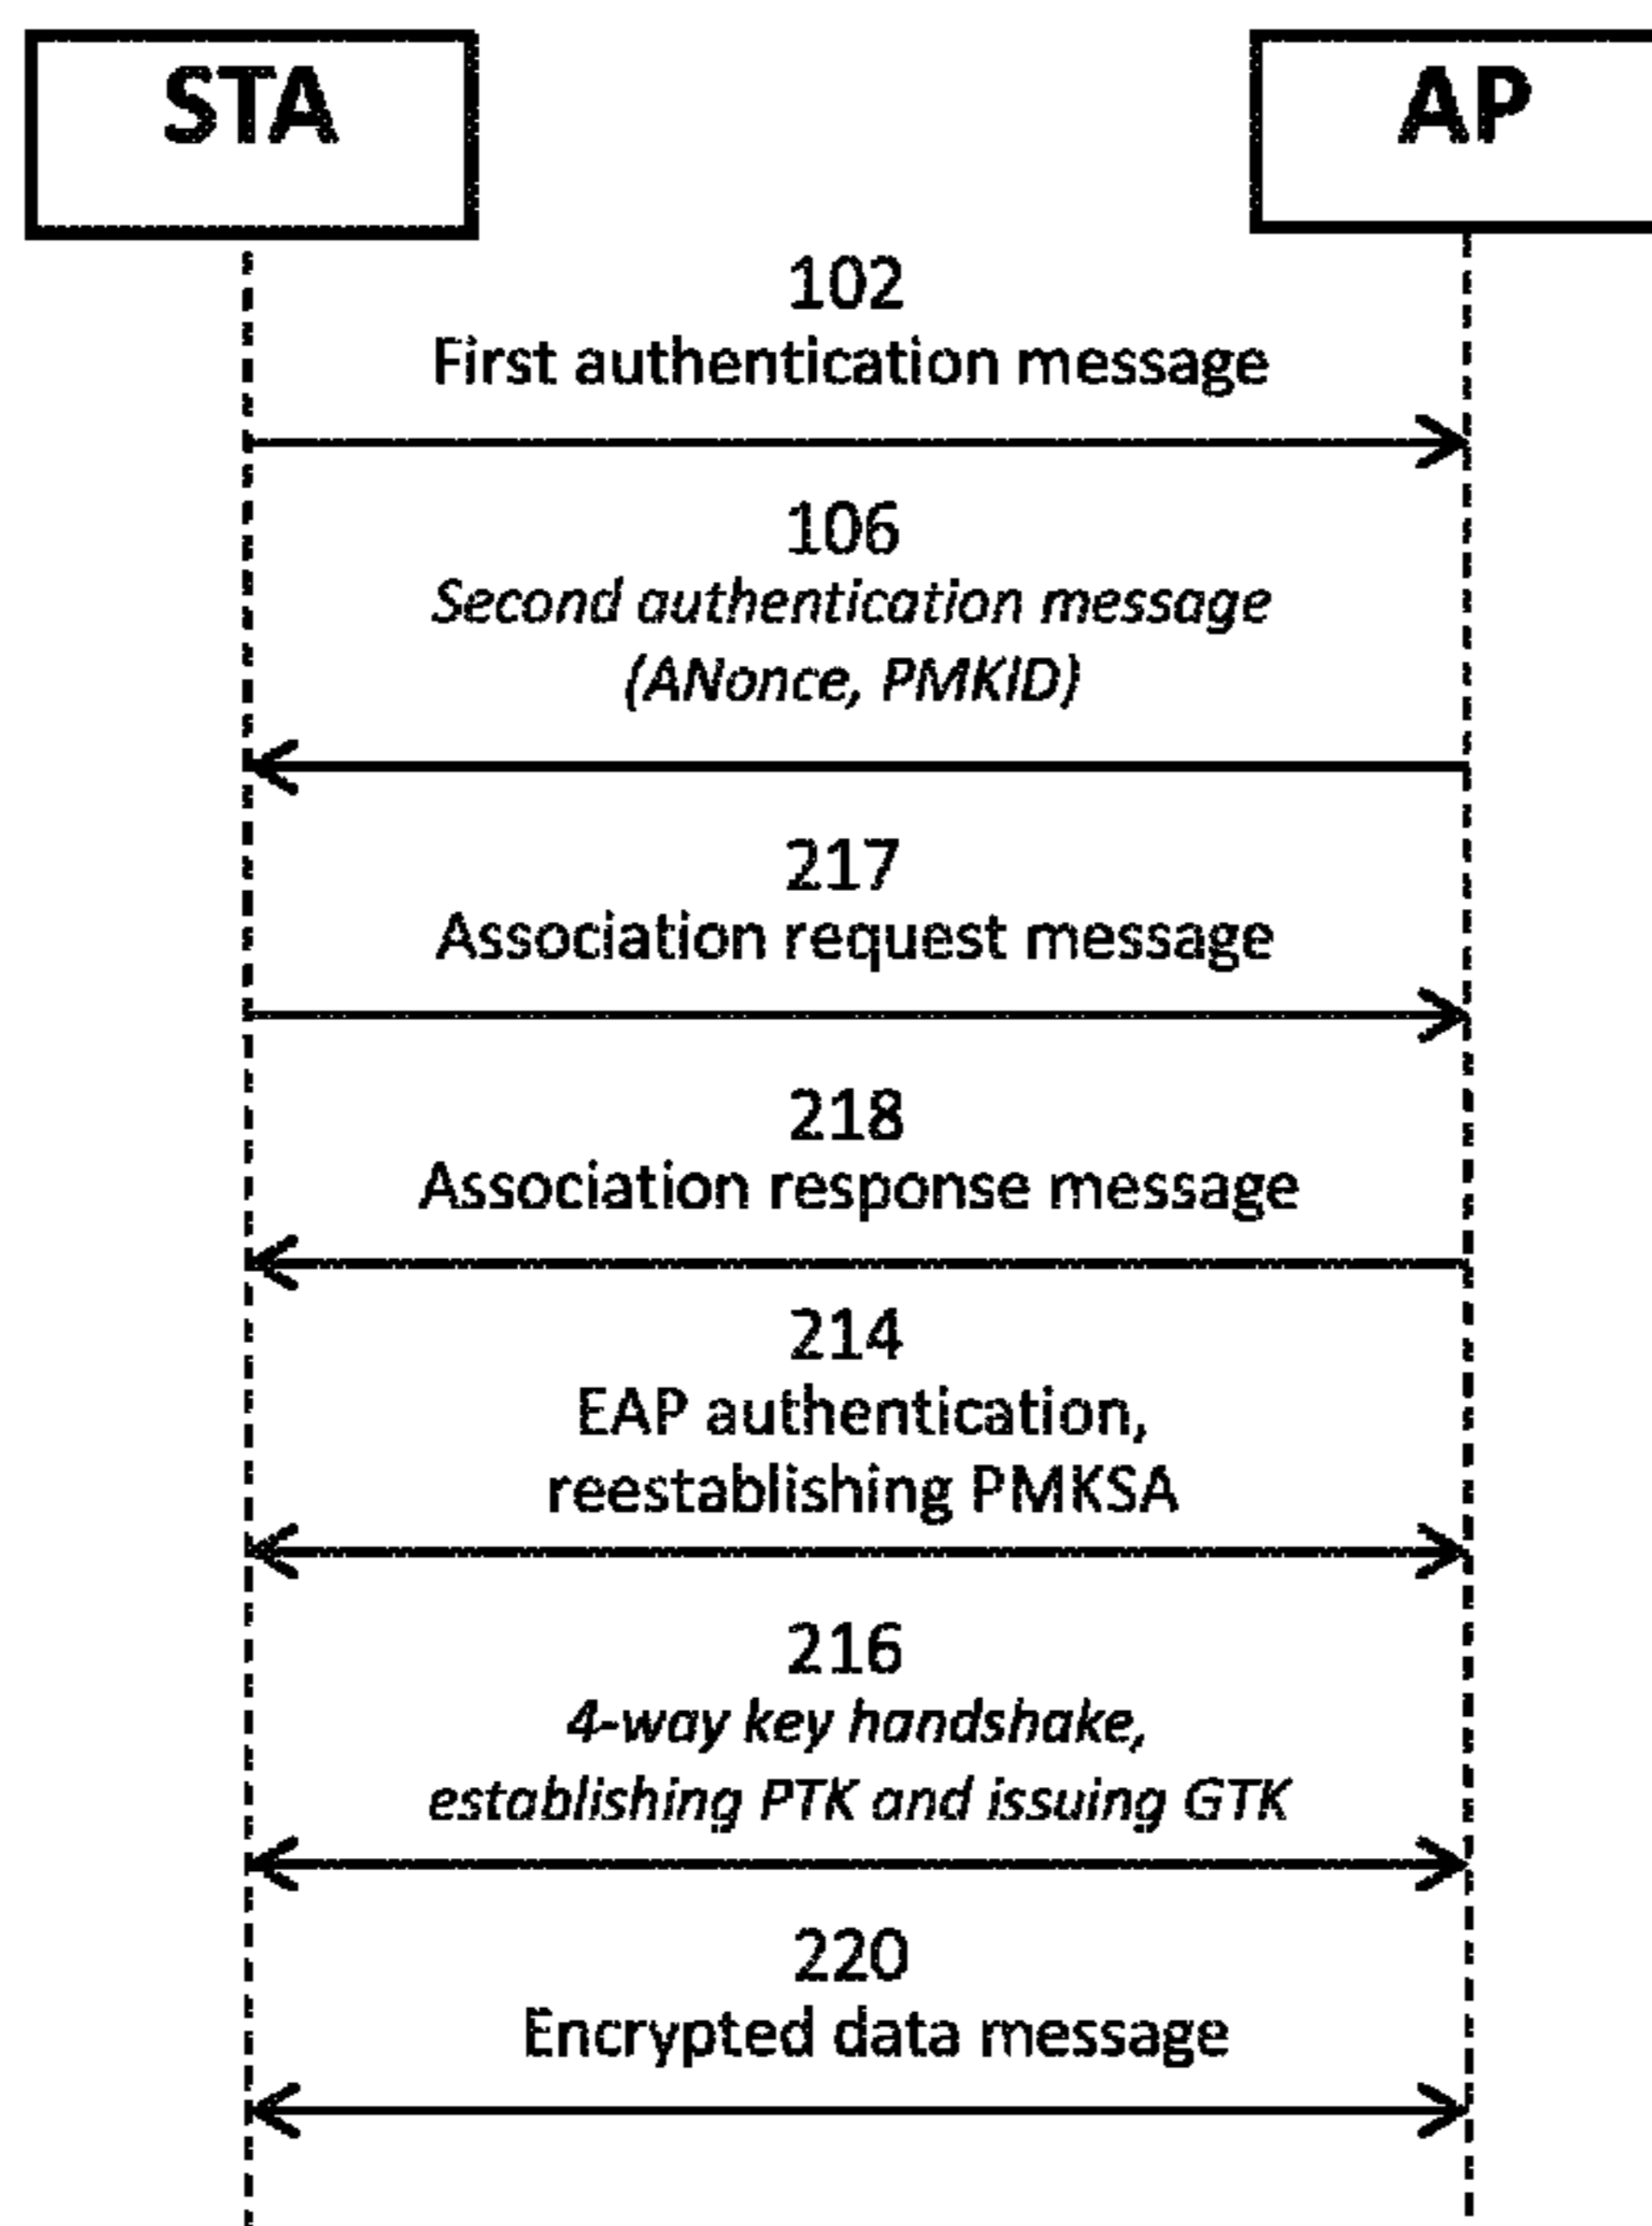 STA
AP
102
First authentication message
106
Second authentication message
(ANonce, PMKID)
217
Association request message
218
Association response message
214
EAP authentication,
reestablishing PMKSA
216
4-way key handshake,
establishing PTK and issuing GTK
220
Encrypted data message